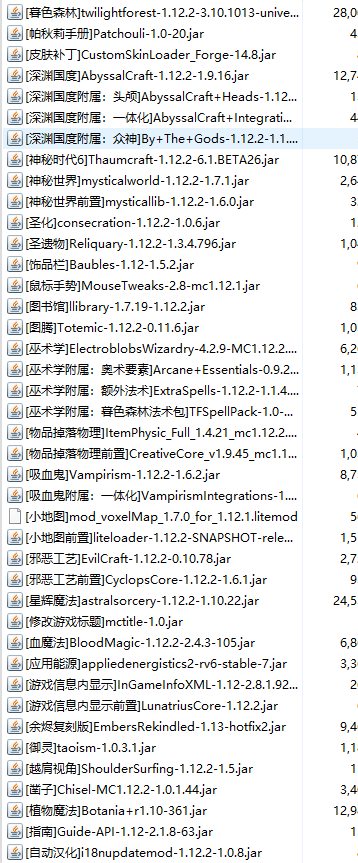 [暮色森林]twilightforest-1.12.2-3.10.1013-unive... 28,0
[帕秋莉手册]Patchouli-1.0-20.jar 4
[皮肤补丁]CustomSkinLoader_Forge-14.8.jar
[深渊国度]AbyssalCraft-1.12.2-1.9.16.jar 12,7
[深渊国度附属：头颅]AbyssalCraft+Heads-1.12... 1
[深渊国度附属：一体化]AbyssalCraft+Integrati... 4
[深渊国度附属：众神]By+The+Gods-1.12.2-1.1....
[神秘时代6]Thaumcraft-1.12.2-6.1.BETA26.jar 10,8
[神秘世界]mysticalworld-1.12.2-1.7.1.jar 2,6
[神秘世界前置]mysticallib-1.12.2-1.6.0.jar 3
[圣化]consecration-1.12.2-1.0.6.jar 1
[圣遗物]Reliquary-1.12.2-1.3.4.796.jar 1,0
[饰品栏]Baubles-1.12-1.5.2.jar
[鼠标手势]MouseTweaks-2.8-mc1.12.1.jar
[图书馆]llibrary-1.7.19-1.12.2.jar 8
[图腾]Totemic-1.12.2-0.11.6.jar 1,0
[巫术学]ElectroblobsWizardry-4.2.9-MC1.12.2.... 6,2
[巫术学附属：奥术要素]Arcane+Essentials-0.9.2... 1,1
[巫术学附属：额外法术]ExtraSpells-1.12.2-1.1.4....
[巫术学附属：暮色森林法术包]TFSpellPack-1.0-... 5
[物品掉落物理]ItemPhysic_Full_1.4.21_mc1.12.2....
[物品掉落物理前置]CreativeCore_v1.9.45_mc1.1... 1,0
[吸血鬼]Vampirism-1.12.2-1.6.2.jar 8,7
[吸血鬼附属：一体化]VampirismIntegrations-1....
[小地图]mod_voxelMap_1.7.0_for_1.12.1.litemod 5
[小地图前置]liteloader-1.12.2-SNAPSHOT-rele... 1,5
[邪恶工艺]EvilCraft-1.12.2-0.10.78.jar 2,7
[邪恶工艺前置]CyclopsCore-1.12.2-1.6.1.jar 9
[星辉魔法]astralsorcery-1.12.2-1.10.22.jar 24,5
[修改游戏标题]mctitle-1.0.jar
[血魔法]BloodMagic-1.12.2-2.4.3-105.jar 6,8
[应用能源]appliedenergistics2-rv6-stable-7.jar 3,3
[游戏信息内显示]InGameInfoXML-1.12-2.8.1.92... 2
[游戏信息内显示前置]LunatriusCore-1.12.2.jar
[余烬复刻版]EmbersRekindled-1.13-hotfix2.jar 9,4
[御灵]taoism-1.0.3.1.jar 1,1
[越肩视角]ShoulderSurfing-1.12.2-1.5.jar
[凿子]Chisel-MC1.12.2-1.0.1.44.jar 3,4
[植物魔法]Botania+r1.10-361.jar 12,9
[指南]Guide-API-1.12-2.1.8-63.jar 1
[自动汉化]i18nupdatemod-1.12.2-1.0.8.jar